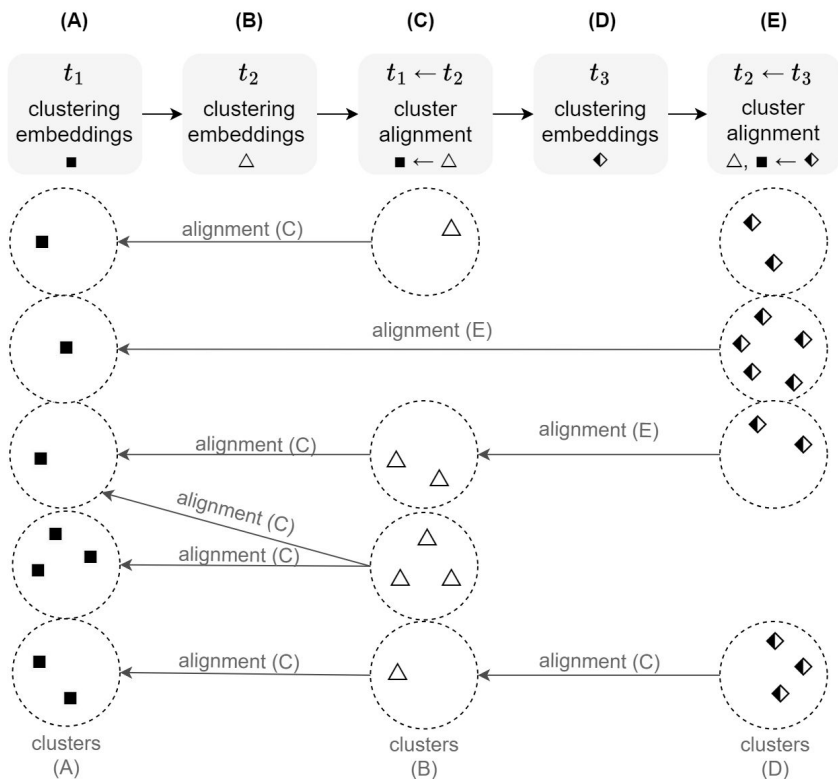 (A) (B) (C) (D) (E)
t₁ t₂ t₁ ← t₂ t₃ t₂ ← t₃
clustering clustering cluster clustering cluster
embeddings embeddings alignment embeddings alignment
■ △ ■ ← △ ⬖ △, ■ ← ⬖
alignment (C)
alignment (E)
alignment (C) alignment (E)
alignment (C)
alignment (C)
alignment (C) alignment (C)
clusters clusters clusters
(A) (B) (D)